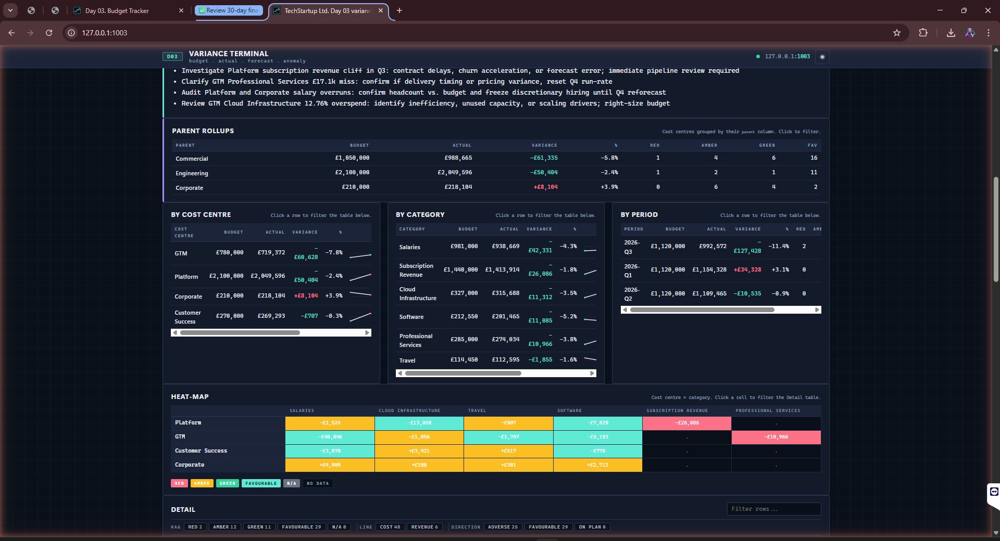 Day 03. Budget Tracker
✅ Review 30-day fina
TechStartup Ltd. Day 03 varianc
127.0.0.1:1003
D03
VARIANCE TERMINAL
budget . actual . forecast . anomaly
127.0.0.1:1003
• Investigate Platform subscription revenue cliff in Q3: contract delays, churn acceleration, or forecast error; immediate pipeline review required
• Clarify GTM Professional Services £17.1k miss: confirm if delivery timing or pricing variance, reset Q4 run-rate
• Audit Platform and Corporate salary overruns: confirm headcount vs. budget and freeze discretionary hiring until Q4 reforecast
• Review GTM Cloud Infrastructure 12.76% overspend: identify inefficiency, unused capacity, or scaling drivers; right-size budget
PARENT ROLLUPS
Cost centres grouped by their parent column. Click to filter.
PARENT BUDGET ACTUAL VARIANCE % RED AMBER GREEN FAV
Commercial £1,050,000 £988,665 −£61,335 −5.8% 1 4 6 16
Engineering £2,100,000 £2,049,596 −£50,404 −2.4% 1 2 1 11
Corporate £210,000 £218,104 +£8,104 +3.9% 0 6 4 2
BY COST CENTRE
Click a row to filter the table below.
COST CENTRE BUDGET ACTUAL VARIANCE %
GTM £780,000 £719,372 −£60,628 −7.8%
Platform £2,100,000 £2,049,596 −£50,404 −2.4%
Corporate £210,000 £218,104 +£8,104 +3.9%
Customer Success £270,000 £269,293 −£707 −0.3%
BY CATEGORY
Click a row to filter the table below.
CATEGORY BUDGET ACTUAL VARIANCE %
Salaries £981,000 £938,669 −£42,331 −4.3%
Subscription Revenue £1,440,000 £1,413,914 −£26,086 −1.8%
Cloud Infrastructure £327,000 £315,688 −£11,312 −3.5%
Software £212,550 £201,465 −£11,085 −5.2%
Professional Services £285,000 £274,034 −£10,966 −3.8%
Travel £114,450 £112,595 −£1,855 −1.6%
BY PERIOD
Click a row to filter the table below.
PERIOD BUDGET ACTUAL VARIANCE % RED AMB
2026-Q3 £1,120,000 £992,572 −£127,428 −11.4% 2
2026-Q1 £1,120,000 £1,154,328 +£34,328 +3.1% 0
2026-Q2 £1,120,000 £1,109,465 −£10,535 −0.9% 0
HEAT-MAP
Cost centre × category. Click a cell to filter the Detail table.
SALARIES CLOUD INFRASTRUCTURE TRAVEL SOFTWARE SUBSCRIPTION REVENUE PROFESSIONAL SERVICES
Platform −£2,524 −£13,058 −£907 −£7,829 −£26,086 .
GTM −£40,846 −£1,856 −£1,767 −£5,193 . −£10,966
Customer Success −£3,870 +£3,421 +£517 −£776 . .
Corporate +£4,909 +£180 +£301 +£2,713 . .
RED AMBER GREEN FAVOURABLE N/A NO DATA
DETAIL
Filter rows...
RAG RED 2 AMBER 12 GREEN 11 FAVOURABLE 29 N/A 0 LINE COST 48 REVENUE 6 DIRECTION ADVERSE 25 FAVOURABLE 29 ON PLAN 0